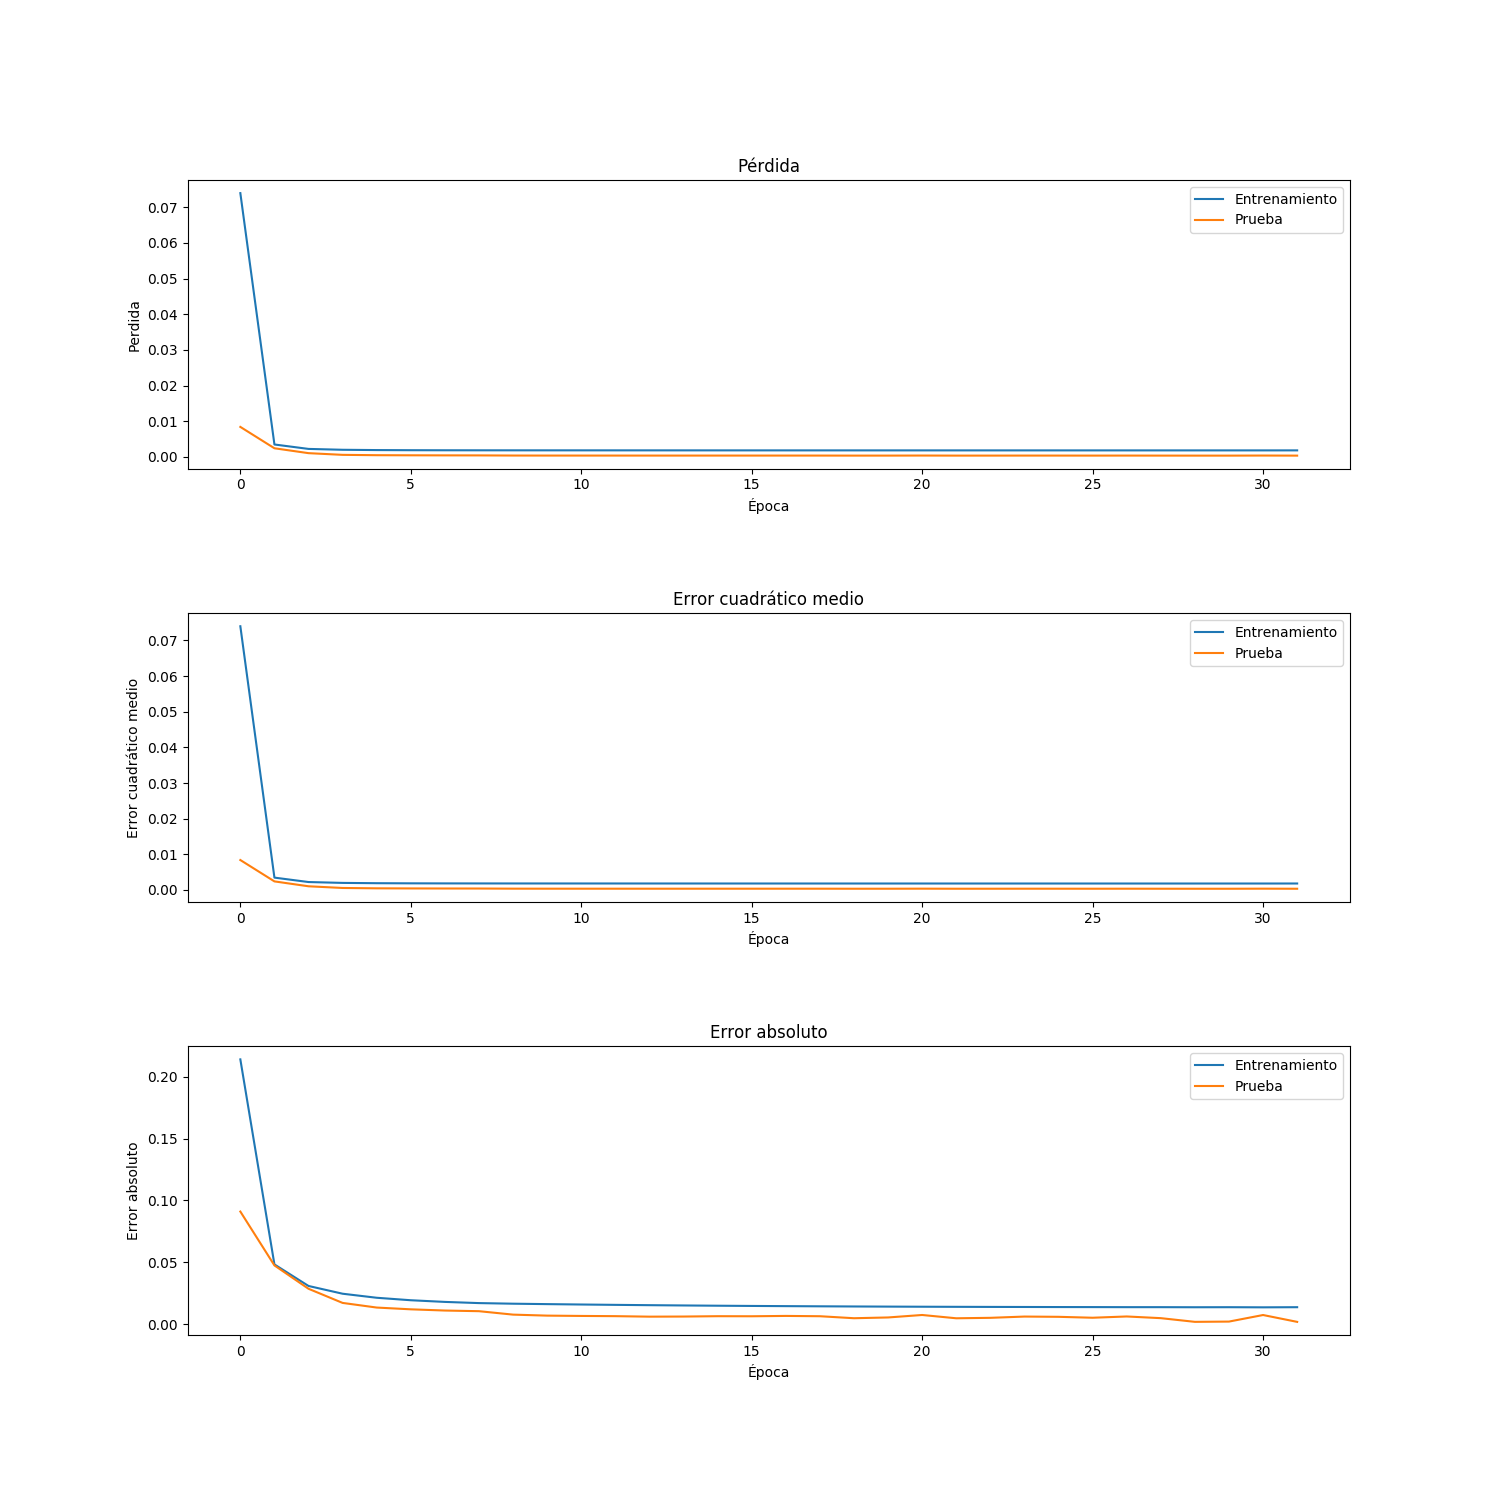 Pérdida
Entrenamiento
Prueba
0.07
0.06
0.05
0.04
0.03
0.02
0.01
0.00
Perdida
0 5 10 15 20 25 30
Época
Error cuadrático medio
Entrenamiento
Prueba
0.07
0.06
0.05
0.04
0.03
0.02
0.01
0.00
Error cuadrático medio
0 5 10 15 20 25 30
Época
Error absoluto
Entrenamiento
Prueba
0.20
0.15
0.10
0.05
0.00
Error absoluto
0 5 10 15 20 25 30
Época